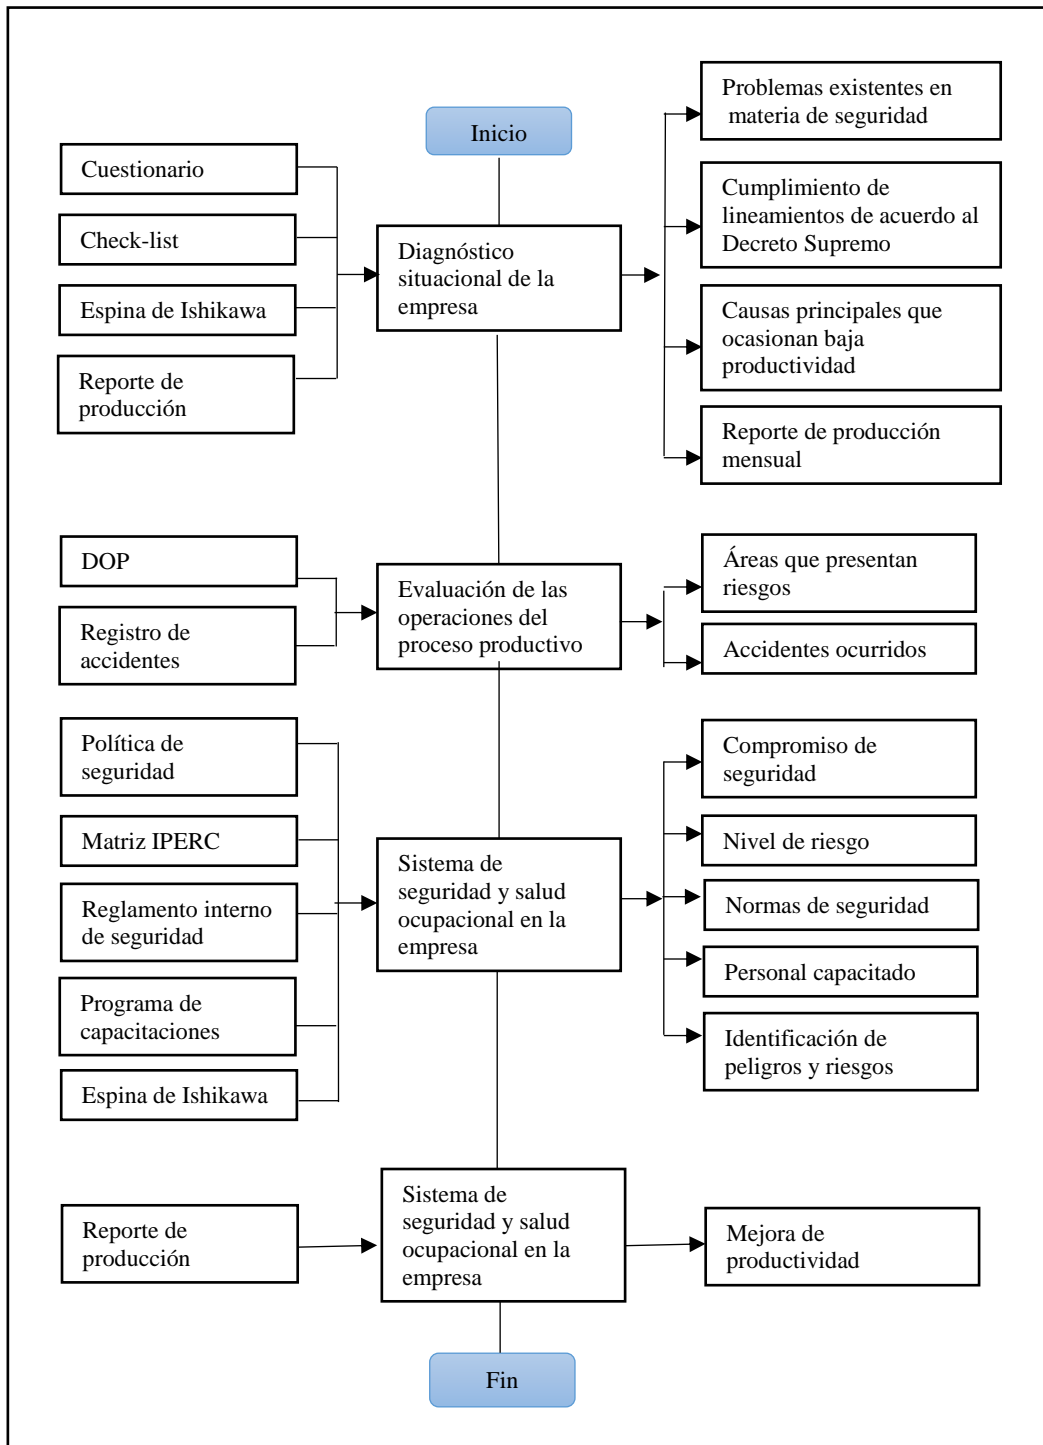 Inicio
Cuestionario
Check-list
Espina de Ishikawa
Reporte de
producción
Diagnóstico
situacional de la
empresa
Problemas existentes en
materia de seguridad
Cumplimiento de
lineamientos de acuerdo al
Decreto Supremo
Causas principales que
ocasionan baja
productividad
Reporte de producción
mensual
DOP
Registro de
accidentes
Evaluación de las
operaciones del
proceso productivo
Áreas que presentan
riesgos
Accidentes ocurridos
Política de
seguridad
Matriz IPERC
Reglamento interno
de seguridad
Programa de
capacitaciones
Espina de Ishikawa
Sistema de
seguridad y salud
ocupacional en la
empresa
Compromiso de
seguridad
Nivel de riesgo
Normas de seguridad
Personal capacitado
Identificación de
peligros y riesgos
Reporte de
producción
Sistema de
seguridad y salud
ocupacional en la
empresa
Mejora de
productividad
Fin